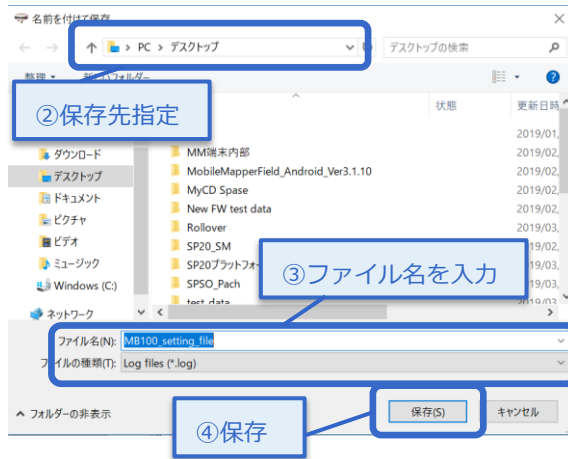 名前を付けて保存
PC > デスクトップ
デスクトップの検索
整理
②保存先指定
状態
更新日時
2019/01,
ダウンロード
MM端末内部
2019/02,
デスクトップ
MobileMapperField_Android_Ver3.1.10
2019/02,
ドキュメント
MyCD Spase
2019/02,
ピクチャ
New FW test data
2019/02,
ビデオ
Rollover
2019/03,
ミュージック
SP20_SM
2019/02,
Windows (C:)
SP20プラットフォー
2019/03,
SPSO_Pach
2019/03,
ネットワーク
test data
2019/03
③ファイル名を入力
ファイル名(N):
MB100_setting_file
ファイルの種類(T):
Log files (*.log)
フォルダーの非表示
④保存
保存(S)
キャンセル